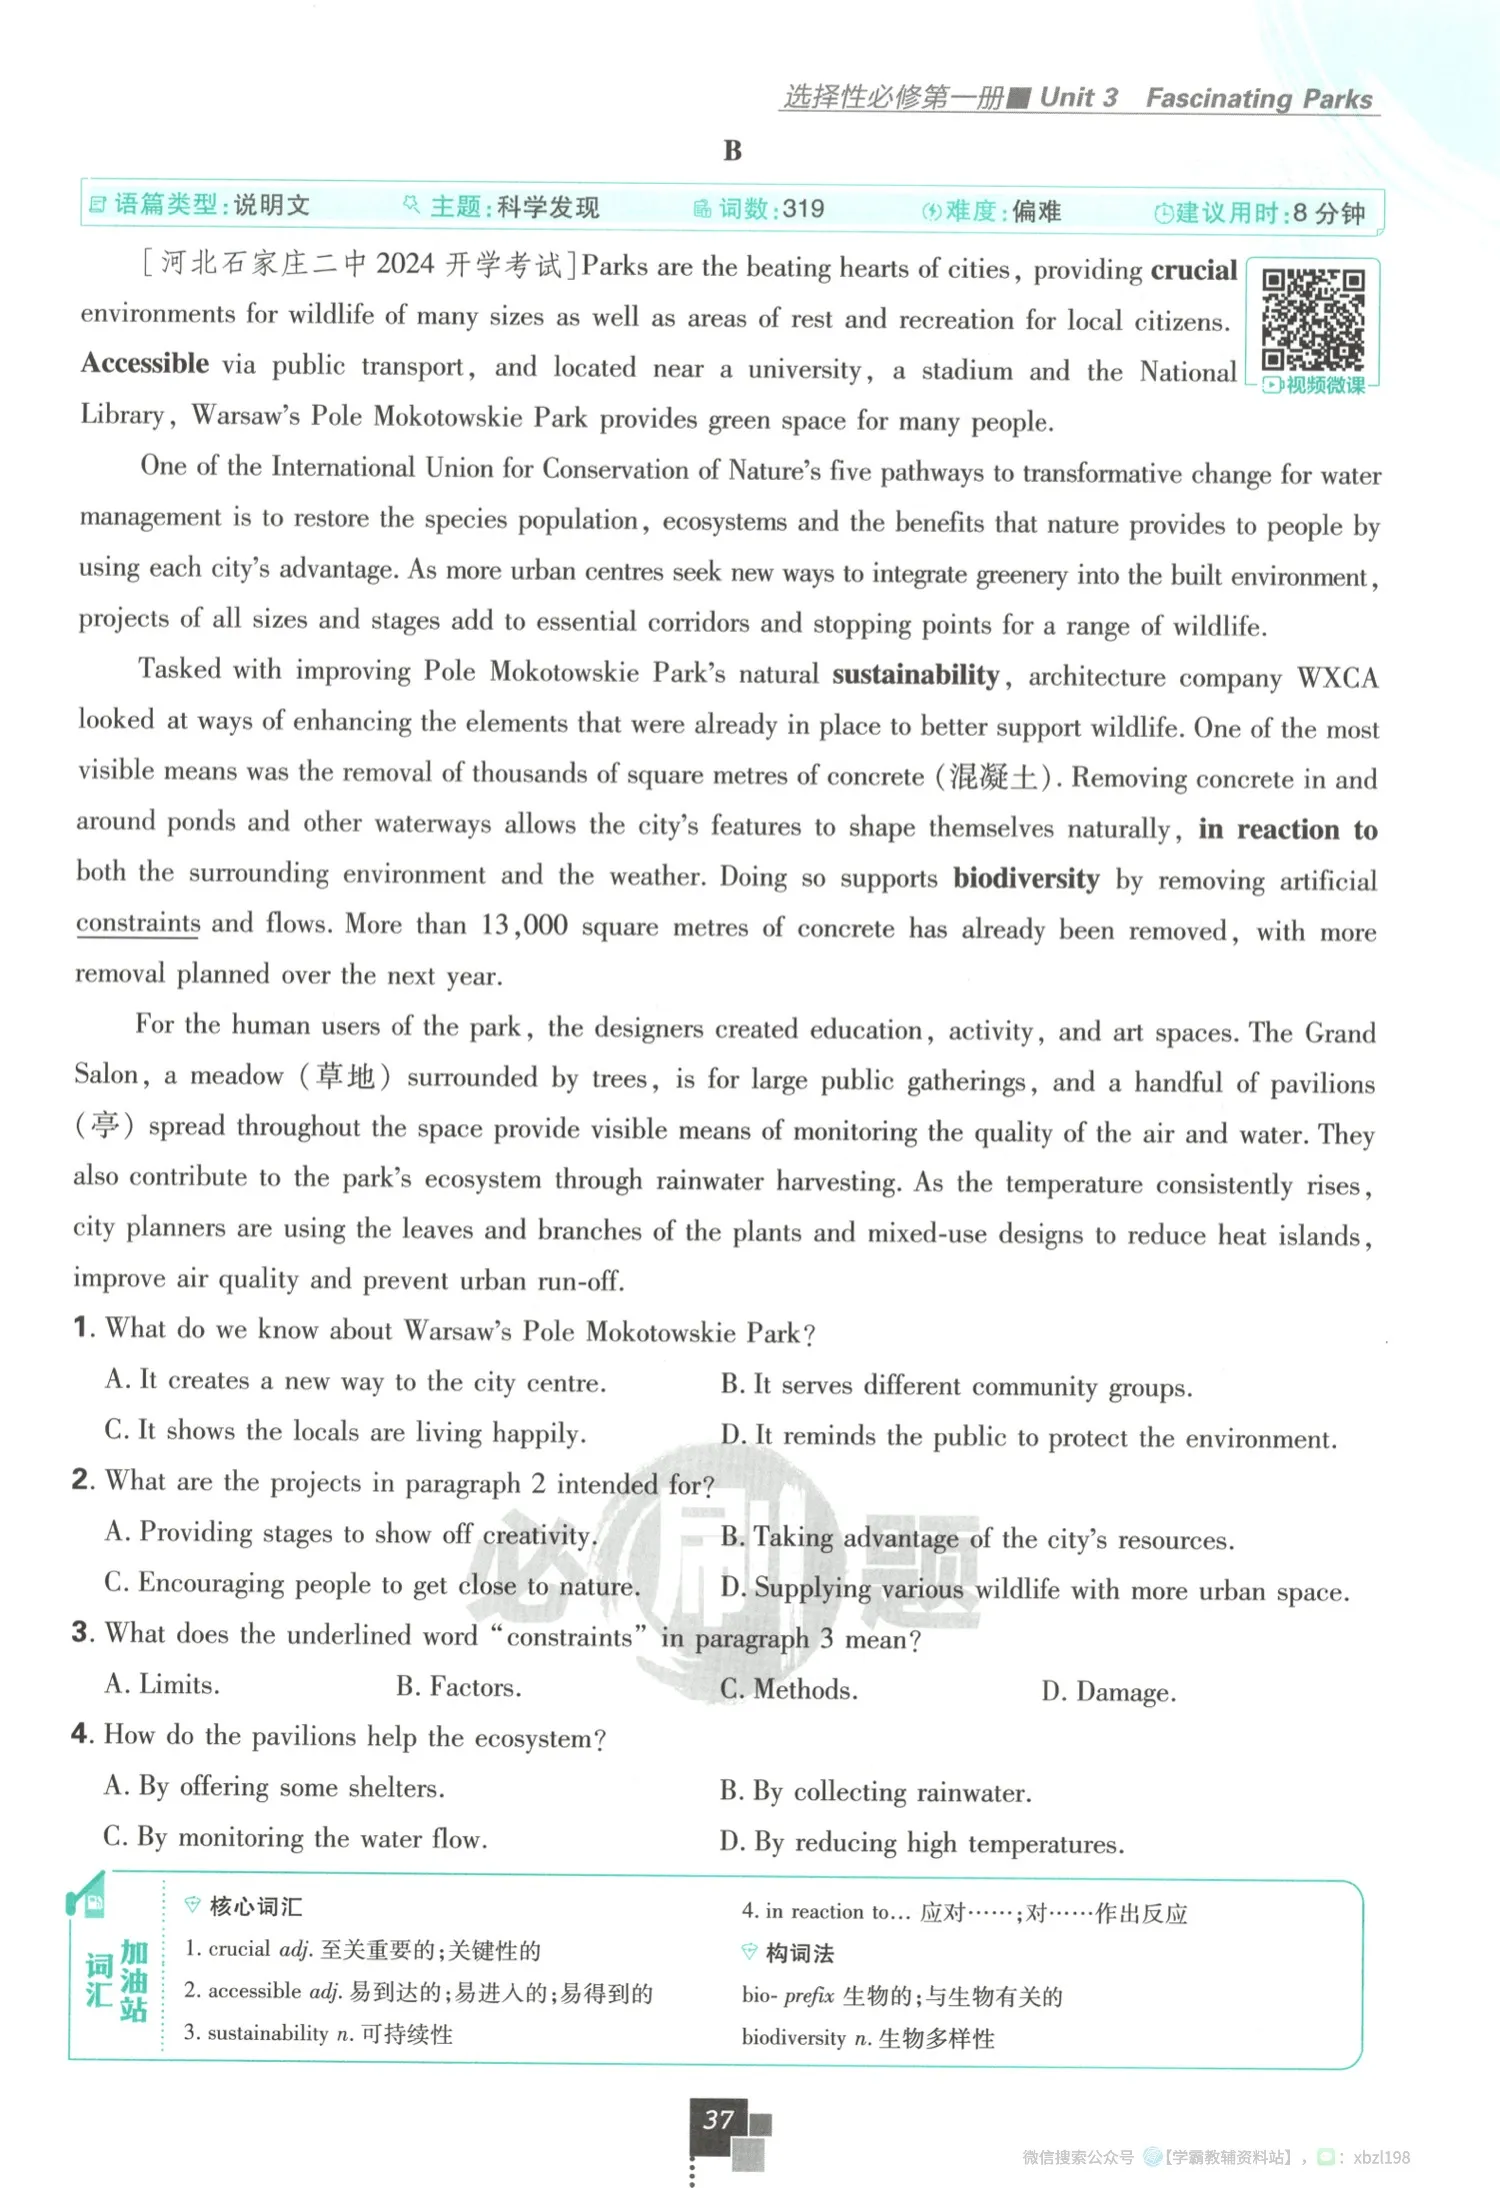 选择性必修第一册■ Unit 3 Fascinating Parks
B
语篇类型:说明文 主题:科学发现 词数:319 难度:偏难 建议用时:8 分钟
[河北石家庄二中 2024 开学考试]Parks are the beating hearts of cities, providing crucial
environments for wildlife of many sizes as well as areas of rest and recreation for local citizens.
Accessible via public transport, and located near a university, a stadium and the National
视频微课
Library, Warsaw's Pole Mokotowskie Park provides green space for many people.
One of the International Union for Conservation of Nature's five pathways to transformative change for water
management is to restore the species population, ecosystems and the benefits that nature provides to people by
using each city's advantage. As more urban centres seek new ways to integrate greenery into the built environment,
projects of all sizes and stages add to essential corridors and stopping points for a range of wildlife.
Tasked with improving Pole Mokotowskie Park's natural sustainability, architecture company WXCA
looked at ways of enhancing the elements that were already in place to better support wildlife. One of the most
visible means was the removal of thousands of square metres of concrete (混凝土). Removing concrete in and
around ponds and other waterways allows the city's features to shape themselves naturally, in reaction to
both the surrounding environment and the weather. Doing so supports biodiversity by removing artificial
constraints and flows. More than 13,000 square metres of concrete has already been removed, with more
removal planned over the next year.
For the human users of the park, the designers created education, activity, and art spaces. The Grand
Salon, a meadow (草地) surrounded by trees, is for large public gatherings, and a handful of pavilions
(亭) spread throughout the space provide visible means of monitoring the quality of the air and water. They
also contribute to the park's ecosystem through rainwater harvesting. As the temperature consistently rises,
city planners are using the leaves and branches of the plants and mixed-use designs to reduce heat islands,
improve air quality and prevent urban run-off.
1. What do we know about Warsaw's Pole Mokotowskie Park?
A. It creates a new way to the city centre. B. It serves different community groups.
C. It shows the locals are living happily. D. It reminds the public to protect the environment.
2. What are the projects in paragraph 2 intended for?
A. Providing stages to show off creativity. B. Taking advantage of the city's resources.
C. Encouraging people to get close to nature. D. Supplying various wildlife with more urban space.
必刷题
3. What does the underlined word "constraints" in paragraph 3 mean?
A. Limits. B. Factors. C. Methods. D. Damage.
4. How do the pavilions help the ecosystem?
A. By offering some shelters. B. By collecting rainwater.
C. By monitoring the water flow. D. By reducing high temperatures.
词汇加油站
核心词汇
1. crucial adj. 至关重要的;关键性的
2. accessible adj. 易到达的;易进入的;易得到的
3. sustainability n. 可持续性
4. in reaction to... 应对……;对……作出反应
构词法
bio- prefix 生物的;与生物有关的
biodiversity n. 生物多样性
37
微信搜索公众号 【学霸教辅资料站】, : xbzl198